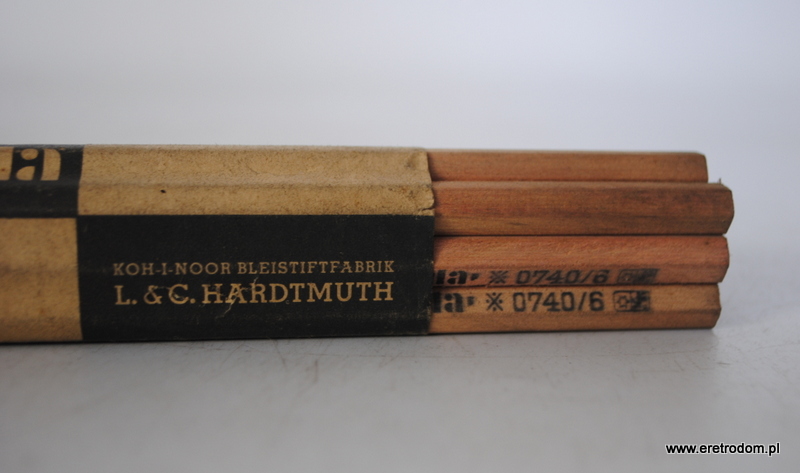 KOH-I-NOOR BLEISTIFTFABRIK
L. & C. HARDTMUTH
※ 0740/6
※ 0740/6
www.eretrodom.pl